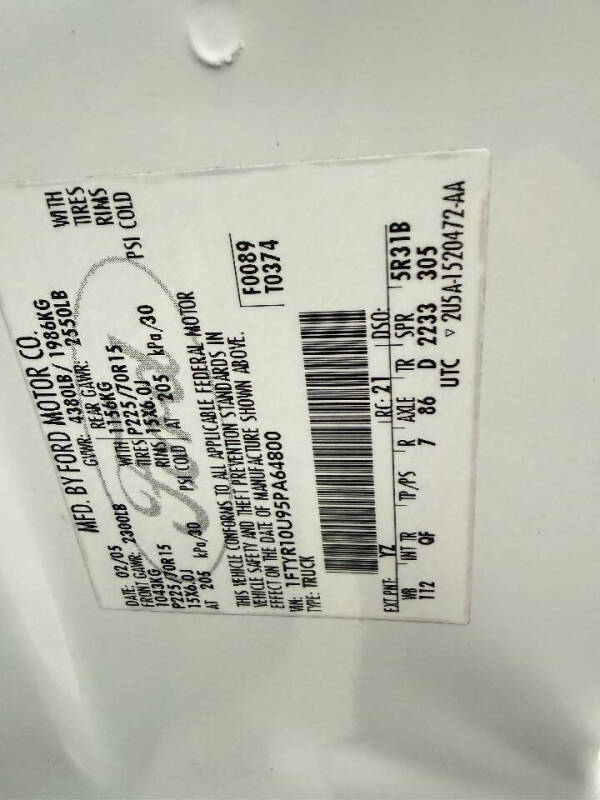 MFD. BY FORD MOTOR CO.
DATE: 02/05 GVWR: 4380LB/ 1986KG
FRONT GAWR: 2300LB REAR GAWR: 2550LB
1043KG WITH 1156KG WITH
P225/70R15 TIRES P225/70R15 TIRES
15X6.0J RIMS 15X6.0J RIMS
AT 205 kPa/30 PSI COLD AT 205 kPa/30 PSI COLD
THIS VEHICLE CONFORMS TO ALL APPLICABLE FEDERAL MOTOR
VEHICLE SAFETY AND THEFT PREVENTION STANDARDS IN
EFFECT ON THE DATE OF MANUFACTURE SHOWN ABOVE.
VIN: 1FTYR10U95PA64800
TYPE: TRUCK
F0089
T0374
EXT PNT: YZ RC: 21 DSO:
WB INT TR TP/PS R AXLE TR SPR 5R31B
112 QF 7 86 D 2233 305
UTC ▽ 2U5A-1520472-AA
Ford